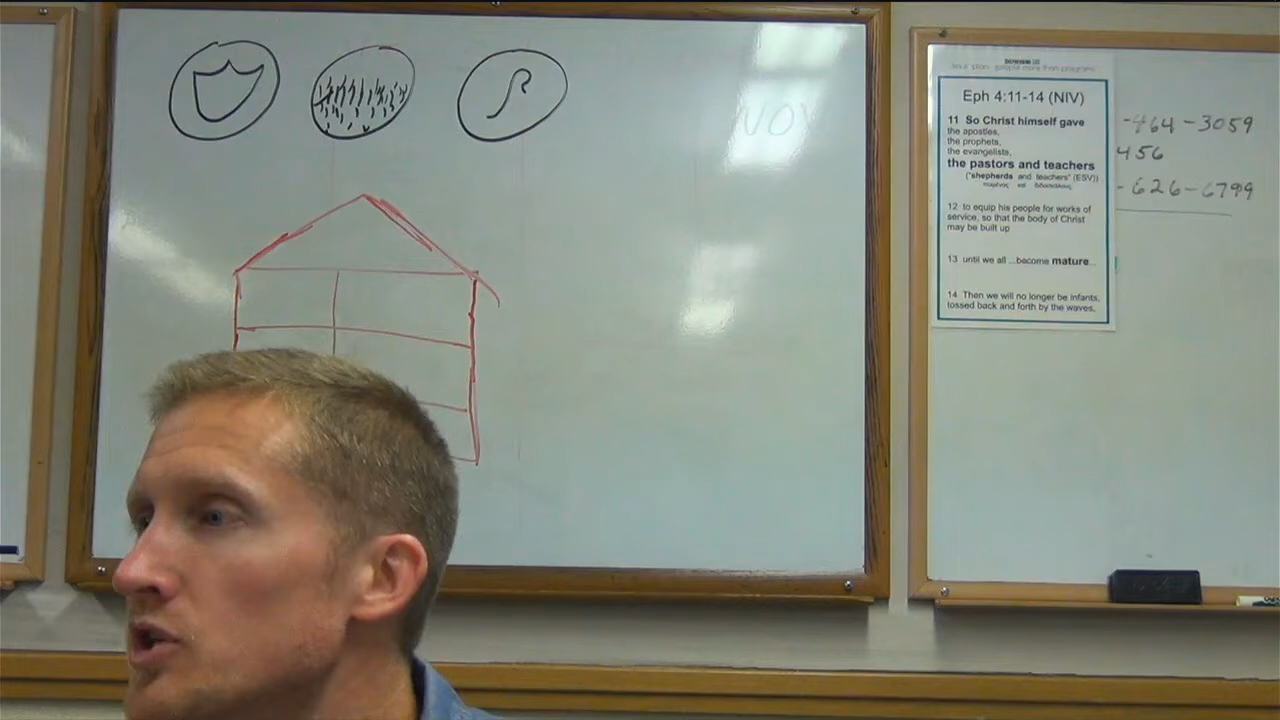 NOV
Eph 4:11-14 (NIV)
11 So Christ himself gave
the apostles,
the prophets,
the evangelists,
the pastors and teachers
("shepherds and teachers" (ESV))
12 to equip his people for works of
service, so that the body of Christ
may be built up
13 until we all ...become mature...
14 Then we will no longer be infants,
tossed back and forth by the waves,
-464-3059
456
-626-6799